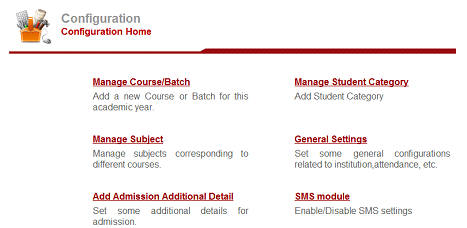 Configuration
Configuration Home
Manage Course/Batch
Add a new Course or Batch for this
academic year.
Manage Student Category
Add Student Category
Manage Subject
Manage subjects corresponding to
different courses.
General Settings
Set some general configurations
related to institution,attendance, etc.
Add Admission Additional Detail
Set some additional details for
admission.
SMS module
Enable/Disable SMS settings